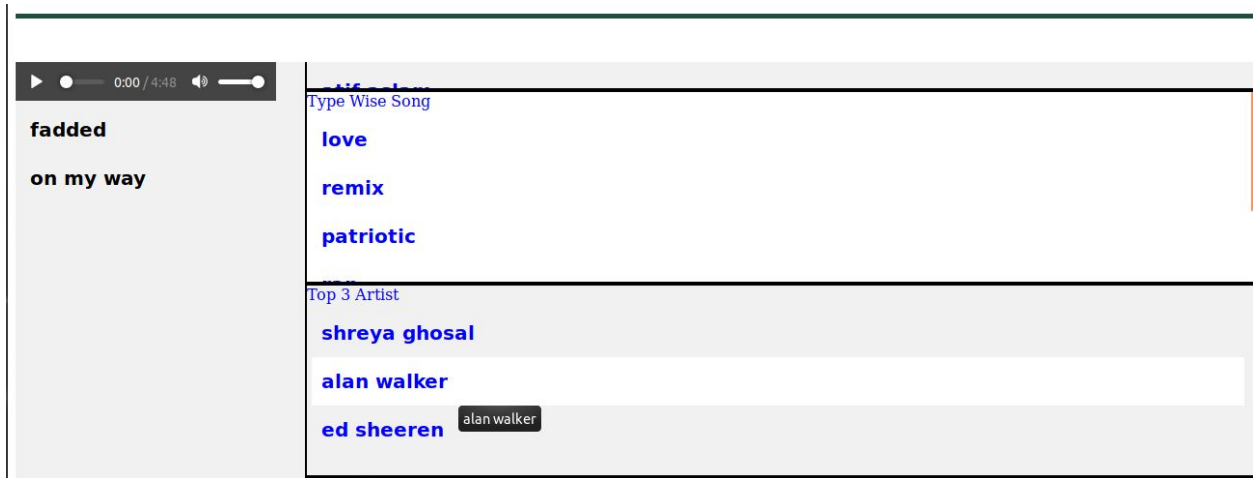 0:00 / 4:48
fadded
on my way
Type Wise Song
love
remix
patriotic
Top 3 Artist
shreya ghosal
alan walker
ed sheeren
alan walker